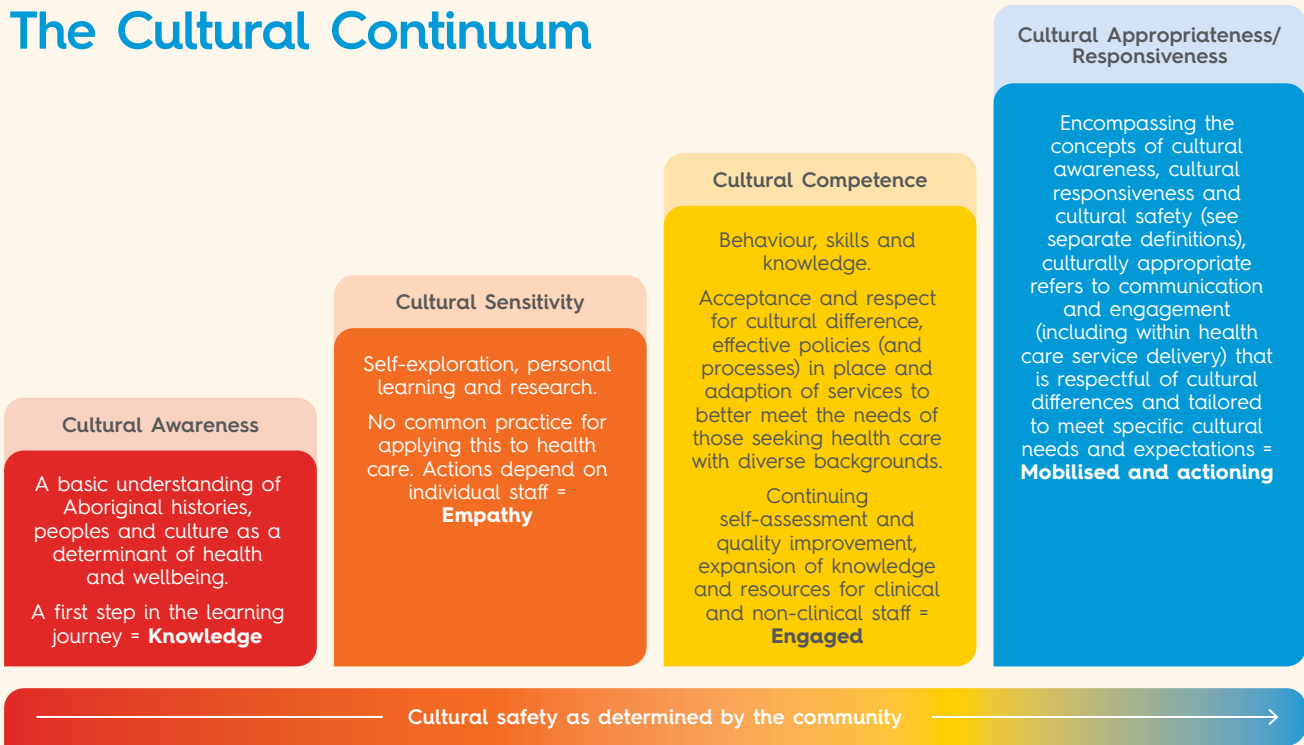 The Cultural Continuum
Cultural Awareness
A basic understanding of
Aboriginal histories,
peoples and culture as a
determinant of health
and wellbeing.
A first step in the learning
journey = Knowledge
Cultural Sensitivity
Self-exploration, personal
learning and research.
No common practice for
applying this to health
care. Actions depend on
individual staff =
Empathy
Cultural Competence
Behaviour, skills and
knowledge.
Acceptance and respect
for cultural difference,
effective policies (and
processes) in place and
adaption of services to
better meet the needs of
those seeking health care
with diverse backgrounds.
Continuing
self-assessment and
quality improvement,
expansion of knowledge
and resources for clinical
and non-clinical staff =
Engaged
Cultural Appropriateness/
Responsiveness
Encompassing the
concepts of cultural
awareness, cultural
responsiveness and
cultural safety (see
separate definitions),
culturally appropriate
refers to communication
and engagement
(including within health
care service delivery) that
is respectful of cultural
differences and tailored
to meet specific cultural
needs and expectations =
Mobilised and actioning
Cultural safety as determined by the community